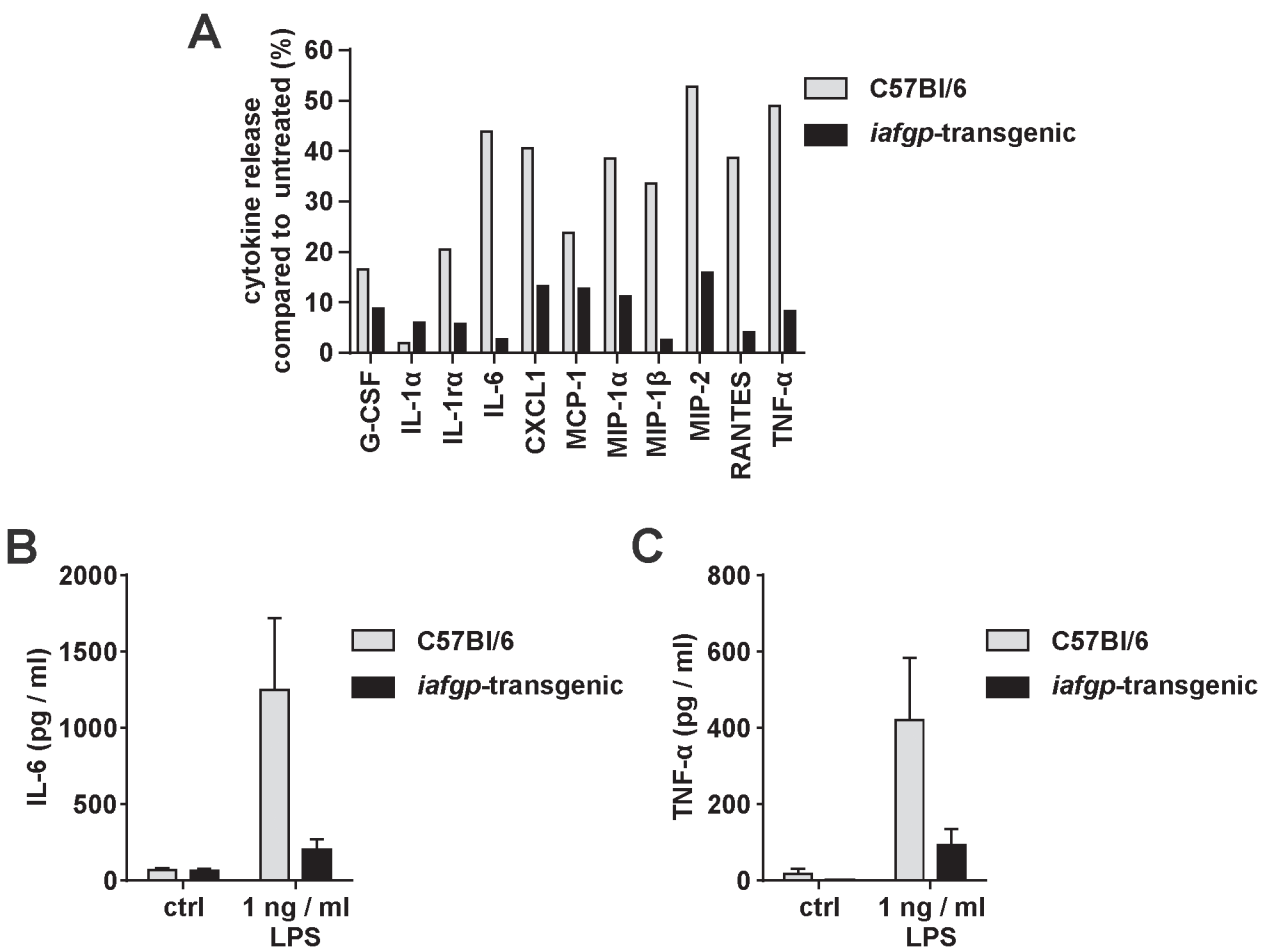 A
cytokine release
compared to untreated (%)
60
50
40
30
20
10
0
G-CSF
IL-1α
IL-1rα
IL-6
CXCL1
MCP-1
MIP-1α
MIP-1β
MIP-2
RANTES
TNF-α
C57Bl/6
iafgp-transgenic
B
IL-6 (pg / ml)
2000
1500
1000
500
0
ctrl
1 ng / ml
LPS
C57Bl/6
iafgp-transgenic
C
TNF-α (pg / ml)
800
600
400
200
0
ctrl
1 ng / ml
LPS
C57Bl/6
iafgp-transgenic